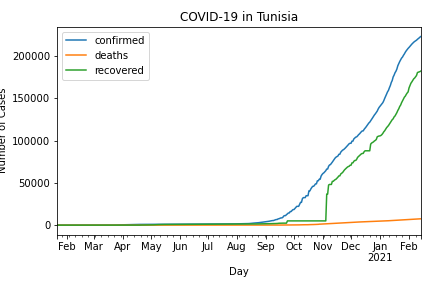 COVID-19 in Tunisia
confirmed
deaths
recovered
200000
150000
100000
50000
0
Number of Cases
Feb Mar Apr May Jun Jul Aug Sep Oct Nov Dec Jan Feb
2021
Day